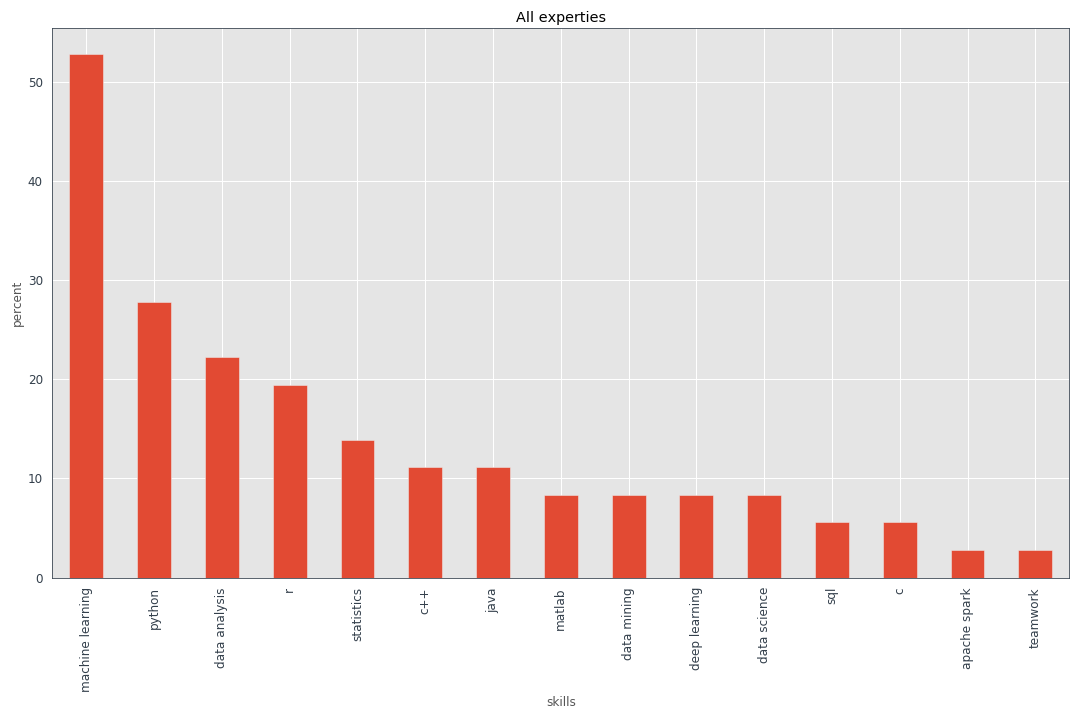 All experties
percent
50
40
30
20
10
0
machine learning
python
data analysis
r
statistics
c++
java
matlab
data mining
deep learning
data science
sql
c
apache spark
teamwork
skills